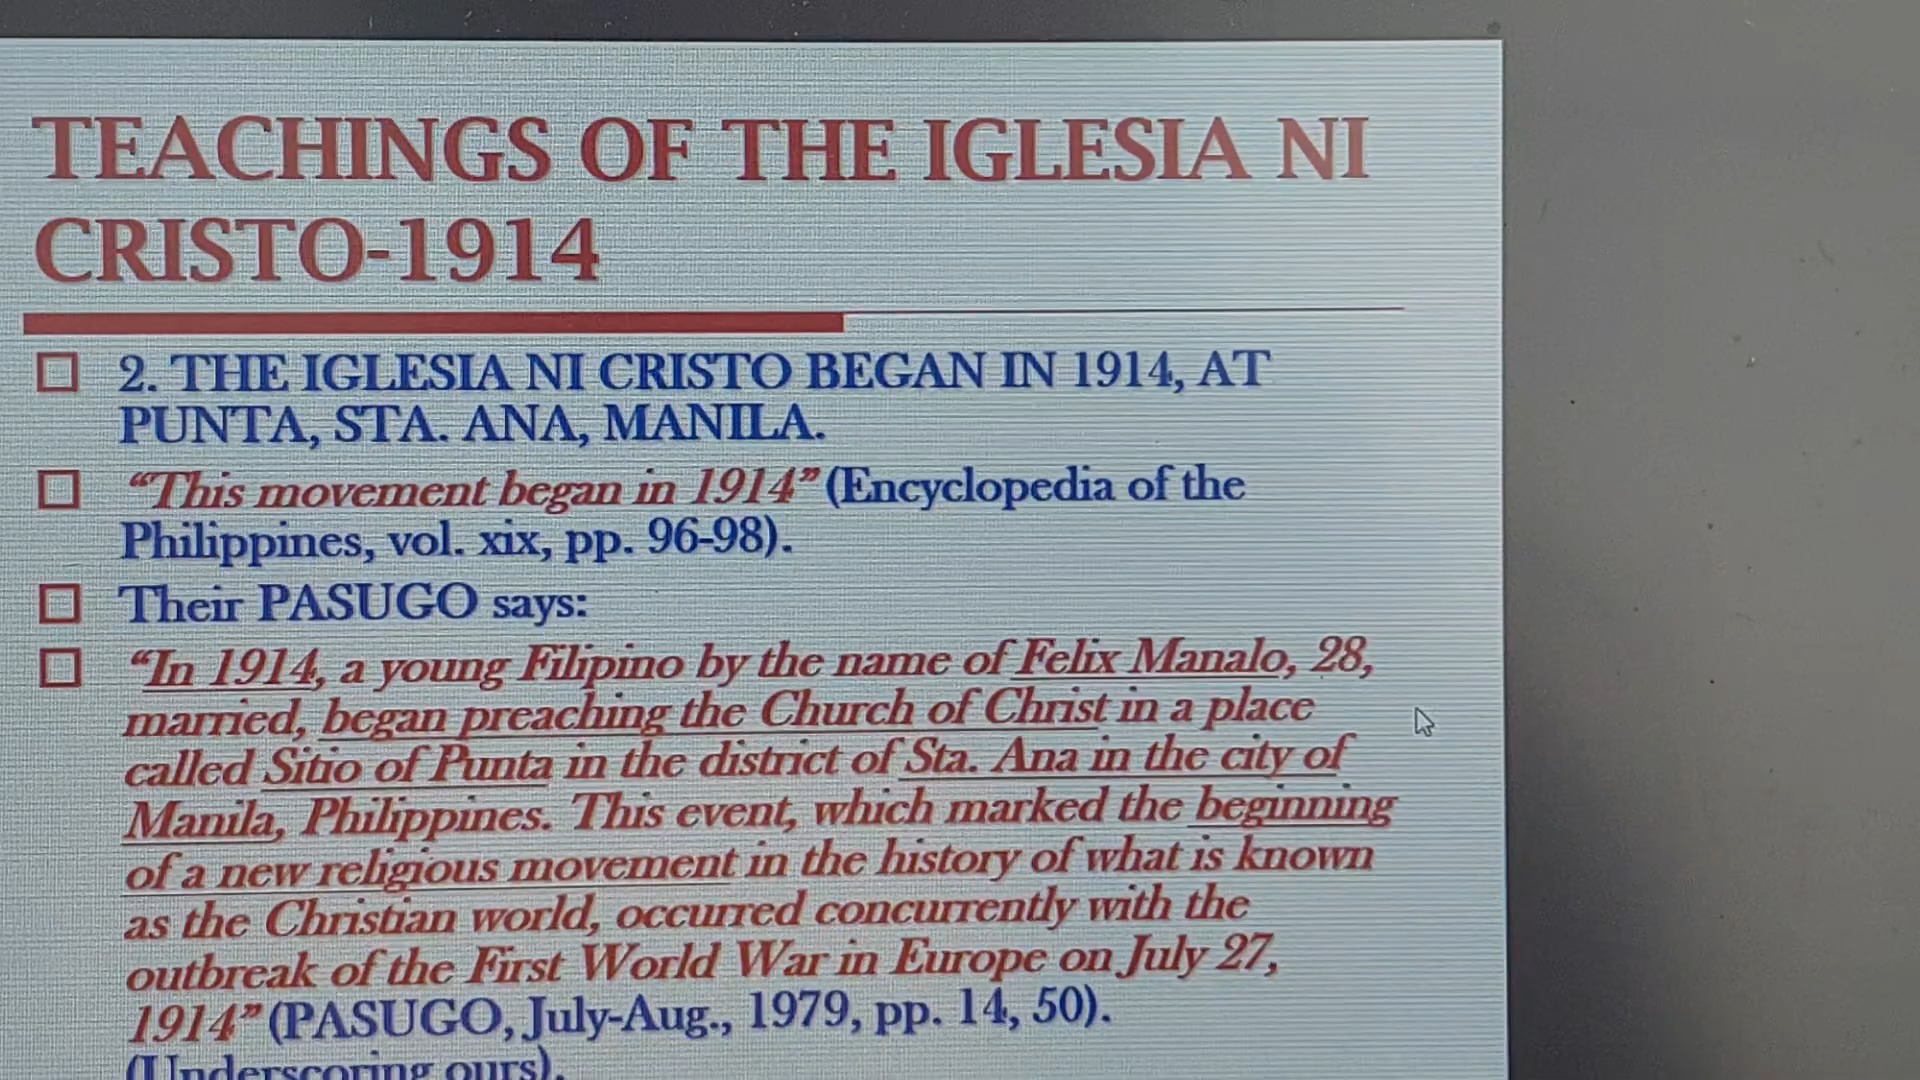 TEACHINGS OF THE IGLESIA NI
CRISTO-1914
2. THE IGLESIA NI CRISTO BEGAN IN 1914, AT
PUNTA, STA. ANA, MANILA.
“This movement began in 1914” (Encyclopedia of the
Philippines, vol. xix, pp. 96-98).
Their PASUGO says:
“In 1914, a young Filipino by the name of Felix Manalo, 28,
married, began preaching the Church of Christ in a place
called Sitio of Punta in the district of Sta. Ana in the city of
Manila, Philippines. This event, which marked the beginning
of a new religious movement in the history of what is known
as the Christian world, occurred concurrently with the
outbreak of the First World War in Europe on July 27,
1914” (PASUGO, July-Aug., 1979, pp. 14, 50).
(Underscoring ours).